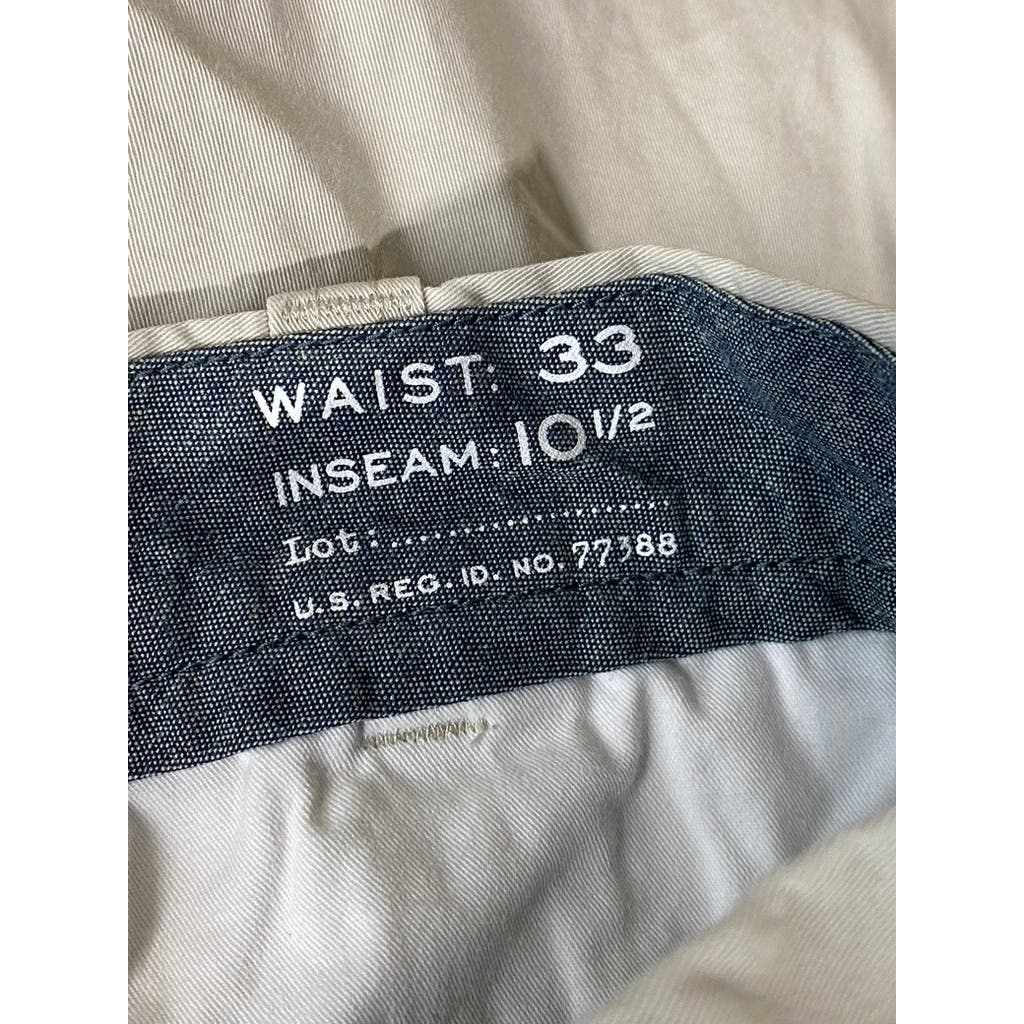 WAIST: 33
INSEAM: 10 1/2
Lot:....................
U.S. REG. ID. NO. 77388